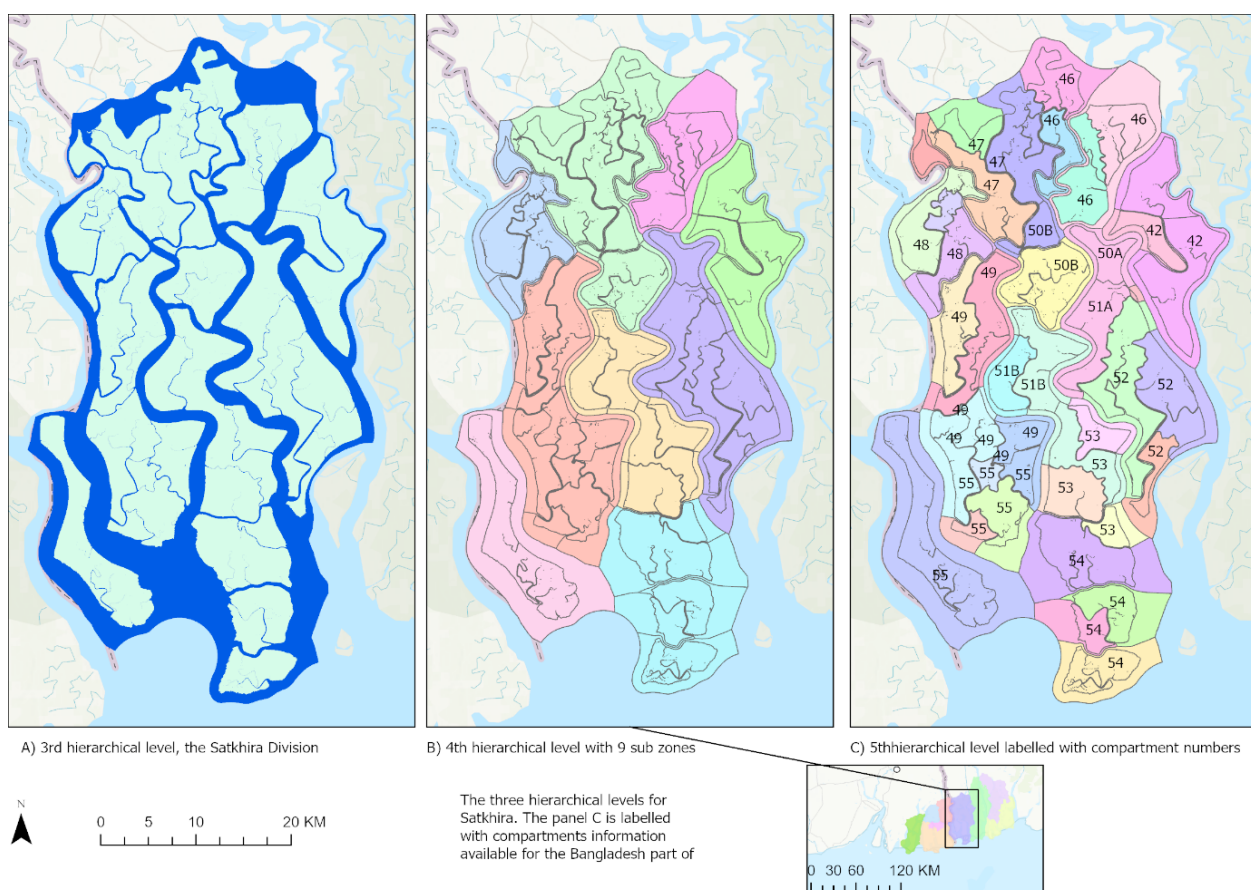 46
46
46
47
47
47
46
50B
42
42
50A
48
48
49
50B
49
51A
51B
51B
52
52
49
49
49
49
49
53
53
52
55
55
55
53
55
55
53
54
55
54
54
54
A) 3rd hierarchical level, the Satkhira Division
B) 4th hierarchical level with 9 sub zones
C) 5thhierarchical level labelled with compartment numbers
N
0 5 10 20 KM
The three hierarchical levels for
Satkhira. The panel C is labelled
with compartments information
available for the Bangladesh part of
0 30 60 120 KM